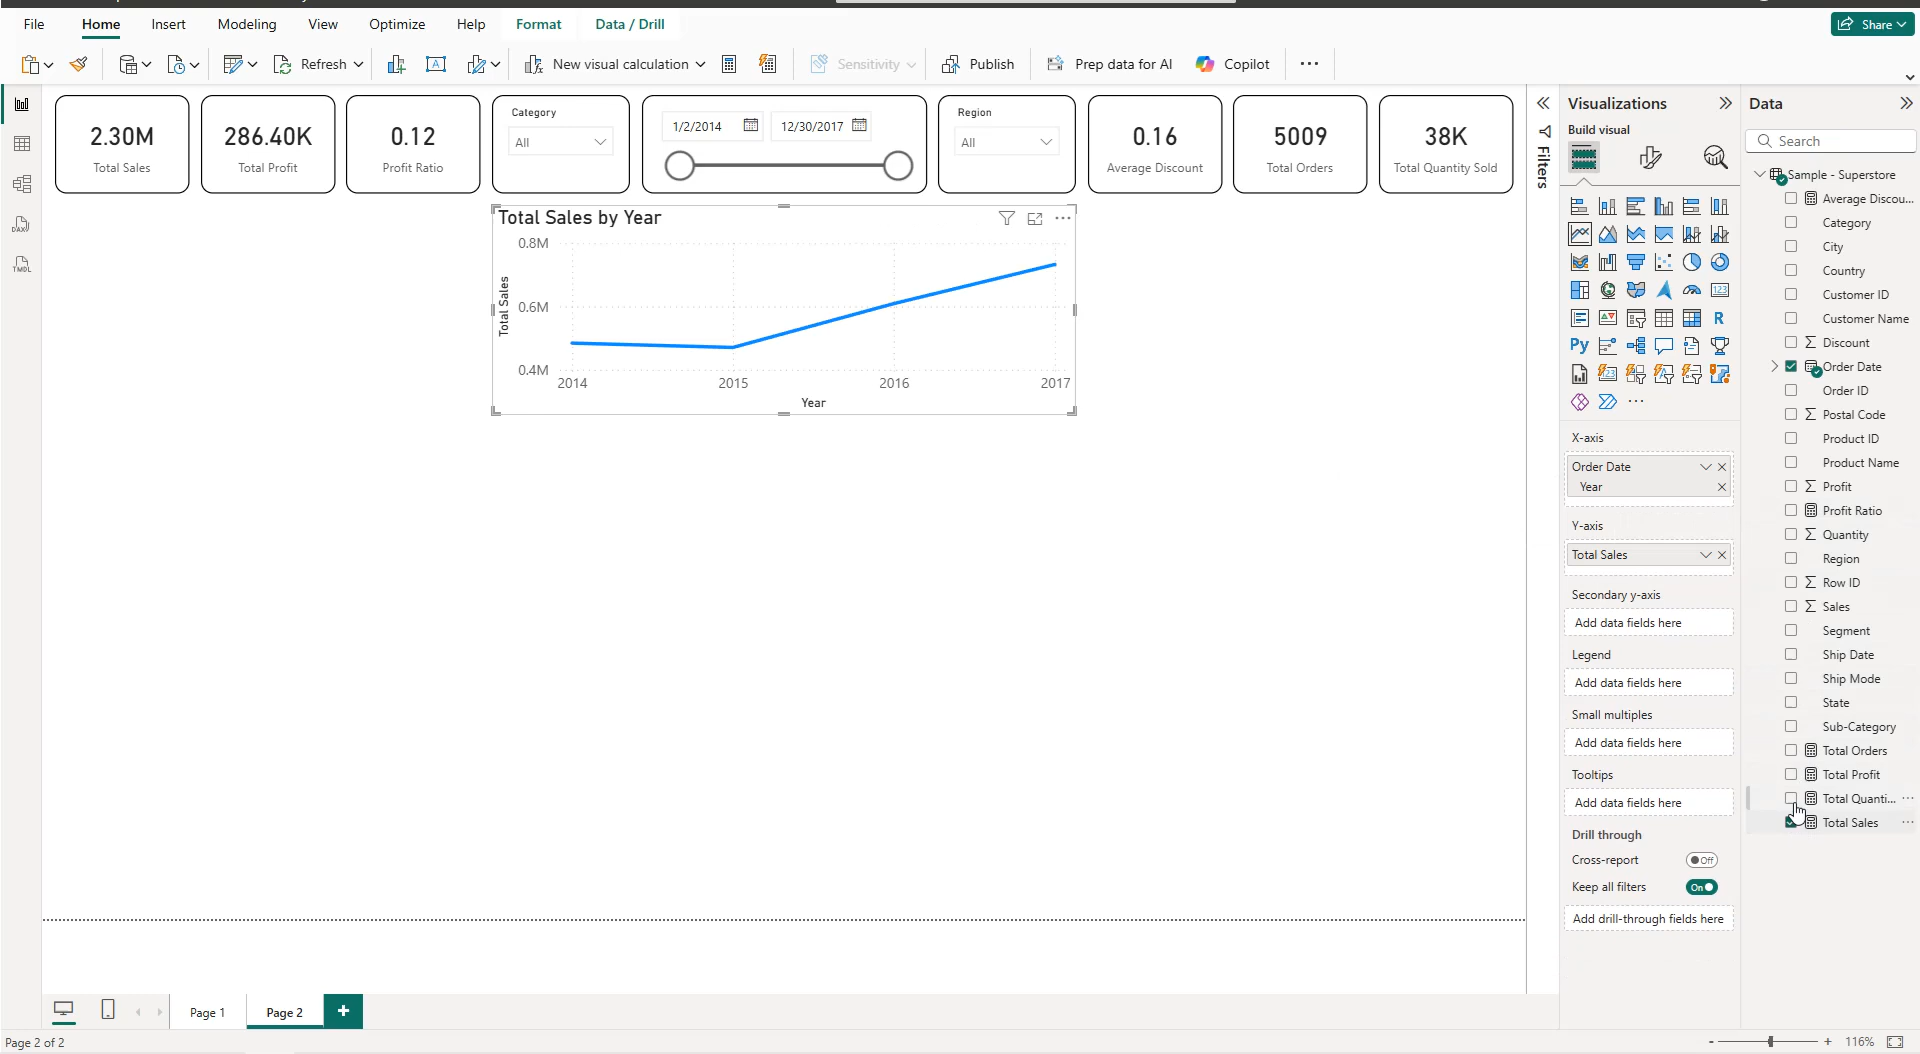 File Home Insert Modeling View Optimize Help Format Data / Drill Share
Refresh New visual calculation Sensitivity Publish Prep data for AI Copilot ...
2.30M
Total Sales
286.40K
Total Profit
0.12
Profit Ratio
Category
All
1/2/2014 12/30/2017
Region
All
0.16
Average Discount
5009
Total Orders
38K
Total Quantity Sold
Total Sales by Year
0.8M
0.6M
0.4M
Total Sales
2014 2015 2016 2017
Year
Filters
Visualizations
Build visual
123
R
Py
X-axis
Order Date
Year
Y-axis
Total Sales
Secondary y-axis
Add data fields here
Legend
Add data fields here
Small multiples
Add data fields here
Tooltips
Add data fields here
Drill through
Cross-report Off
Keep all filters On
Add drill-through fields here
Data
Search
Sample - Superstore
Average Discou...
Category
City
Country
Customer ID
Customer Name
Discount
Order Date
Order ID
Postal Code
Product ID
Product Name
Profit
Profit Ratio
Quantity
Region
Row ID
Sales
Segment
Ship Date
Ship Mode
State
Sub-Category
Total Orders
Total Profit
Total Quanti... ...
Total Sales ...
Page 1 Page 2 +
Page 2 of 2 - + 116%